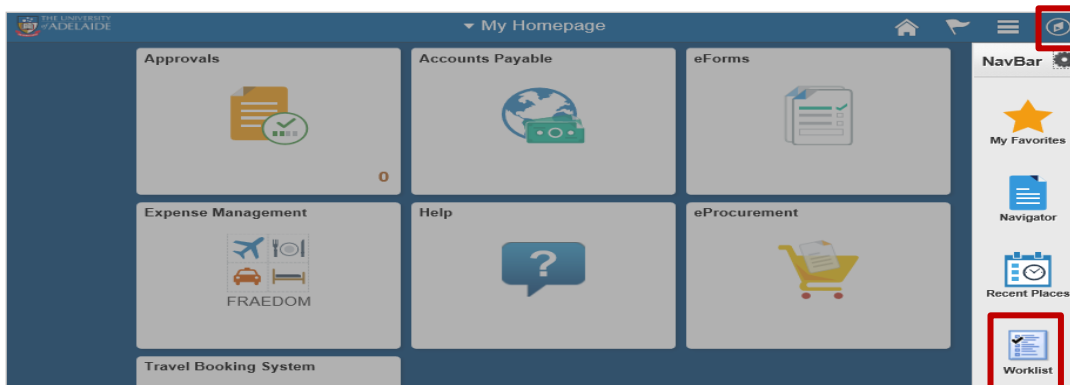 THE UNIVERSITY
of ADELAIDE
My Homepage
NavBar
Approvals
Accounts Payable
eForms
0
My Favorites
Navigator
Expense Management
Help
eProcurement
FRAEDOM
?
Recent Places
Worklist
Travel Booking System